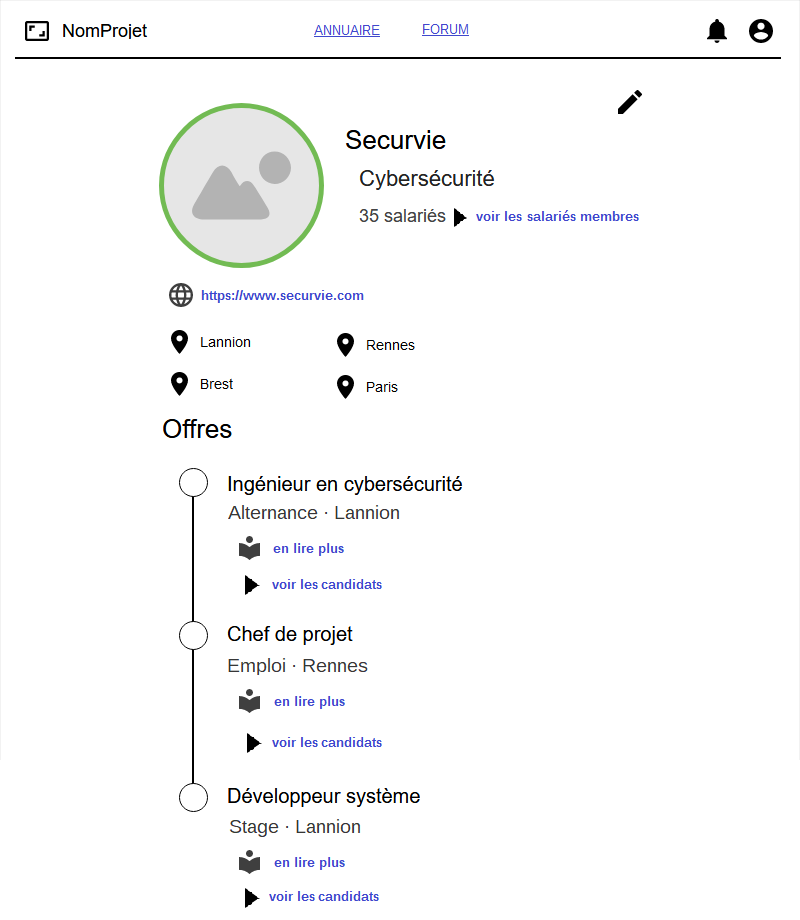 NomProjet ANNUAIRE FORUM
Securvie
Cybersécurité
35 salariés voir les salariés membres
https://www.securvie.com
Lannion Rennes
Brest Paris
Offres
Ingénieur en cybersécurité
Alternance · Lannion
en lire plus
voir les candidats
Chef de projet
Emploi · Rennes
en lire plus
voir les candidats
Développeur système
Stage · Lannion
en lire plus
voir les candidats